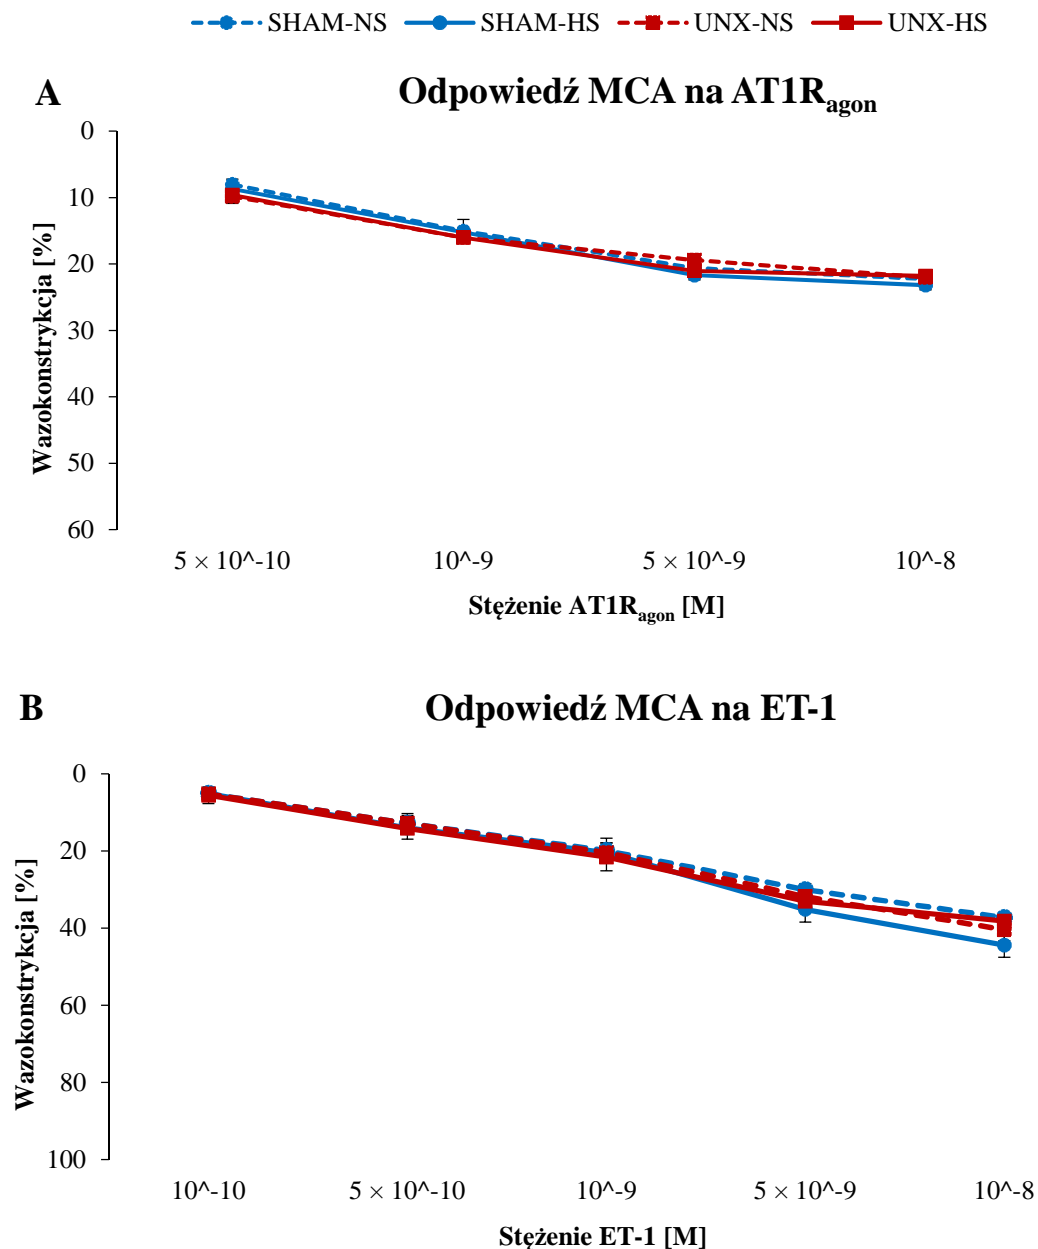 SHAM-NS SHAM-HS UNX-NS UNX-HS
A
Odpowiedź MCA na AT1R_agon
Wazokonstrykcja [%]
0
10
20
30
40
50
60
5 × 10^-10 10^-9 5 × 10^-9 10^-8
Stężenie AT1R_agon [M]
B
Odpowiedź MCA na ET-1
Wazokonstrykcja [%]
0
20
40
60
80
100
10^-10 5 × 10^-10 10^-9 5 × 10^-9 10^-8
Stężenie ET-1 [M]